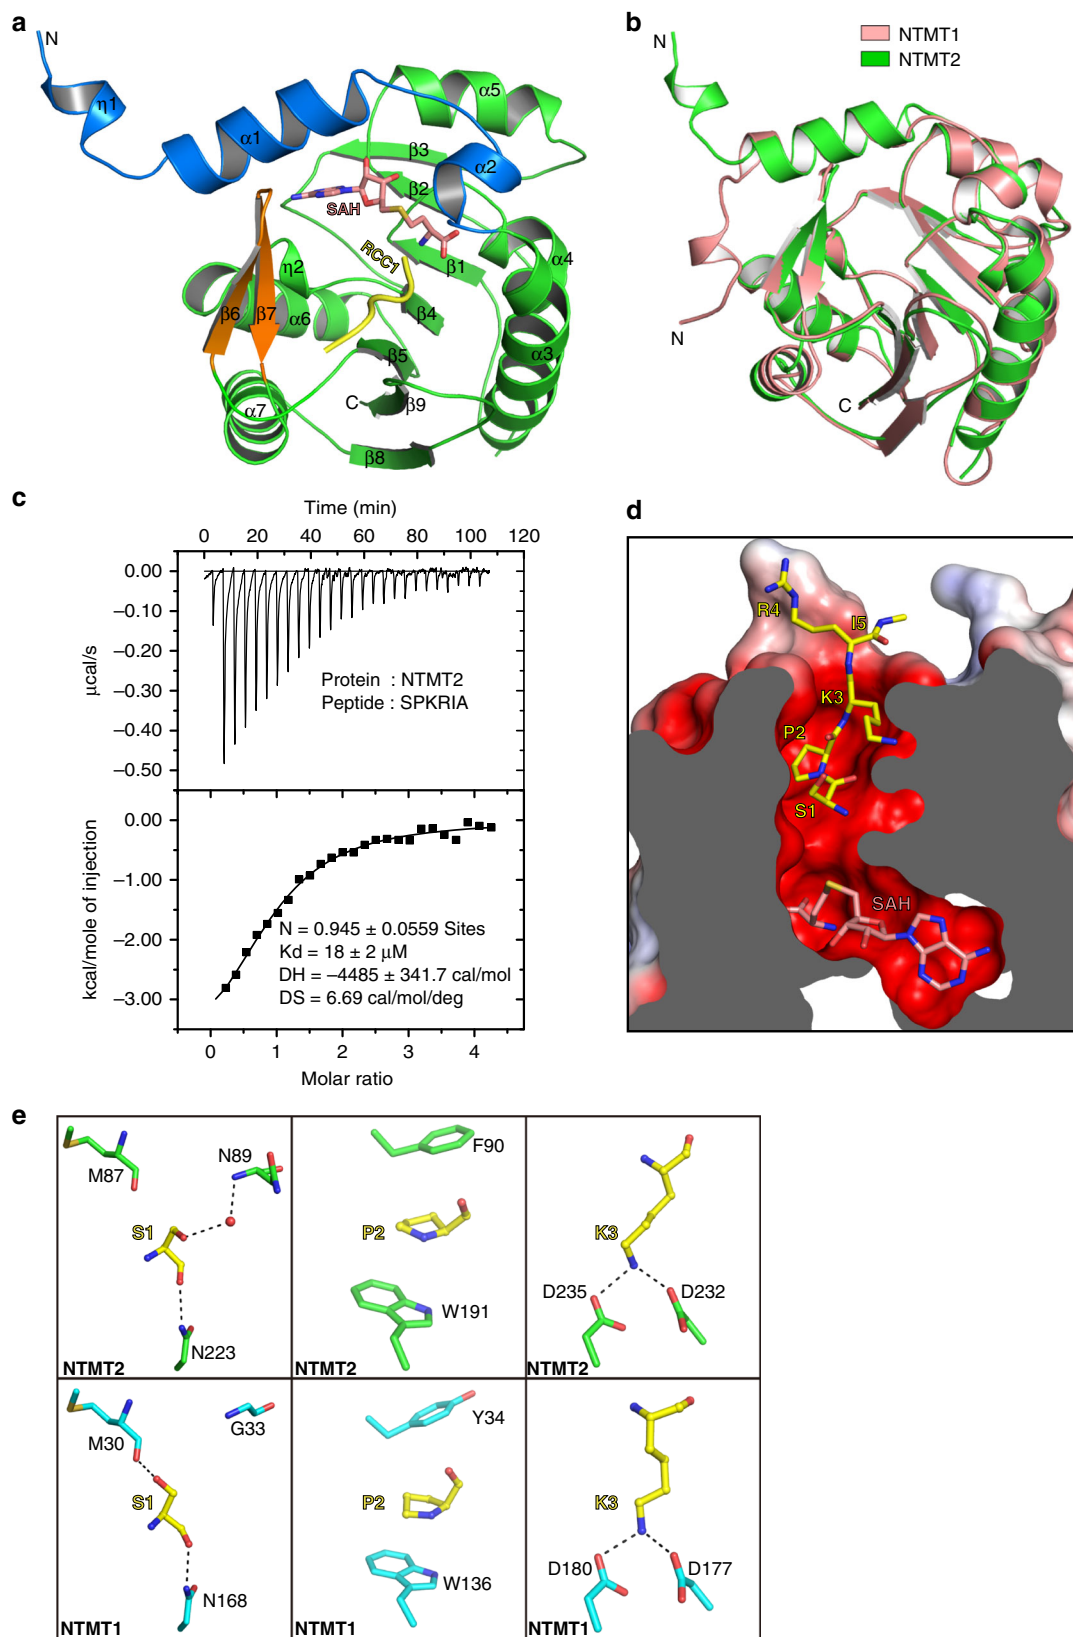 a
N
η1
α1
α5
β3
α2
β2
SAH
RCC1
β1
α4
η2
β6
β7
α6
β4
α3
β5
C
β9
α7
β8
b
N
NTMT1
NTMT2
N
C
c
Time (min)
0 20 40 60 80 100 120
0.00
−0.10
−0.20
−0.30
−0.40
−0.50
μcal/s
Protein : NTMT2
Peptide : SPKRIA
0.00
−1.00
−2.00
−3.00
kcal/mole of injection
N = 0.945 ± 0.0559 Sites
Kd = 18 ± 2 μM
DH = −4485 ± 341.7 cal/mol
DS = 6.69 cal/mol/deg
0 1 2 3 4
Molar ratio
d
R4
I5
K3
P2
S1
SAH
e
M87
N89
S1
N223
NTMT2
F90
P2
W191
NTMT2
K3
D235
D232
NTMT2
M30
G33
S1
N168
NTMT1
Y34
P2
W136
NTMT1
K3
D180
D177
NTMT1